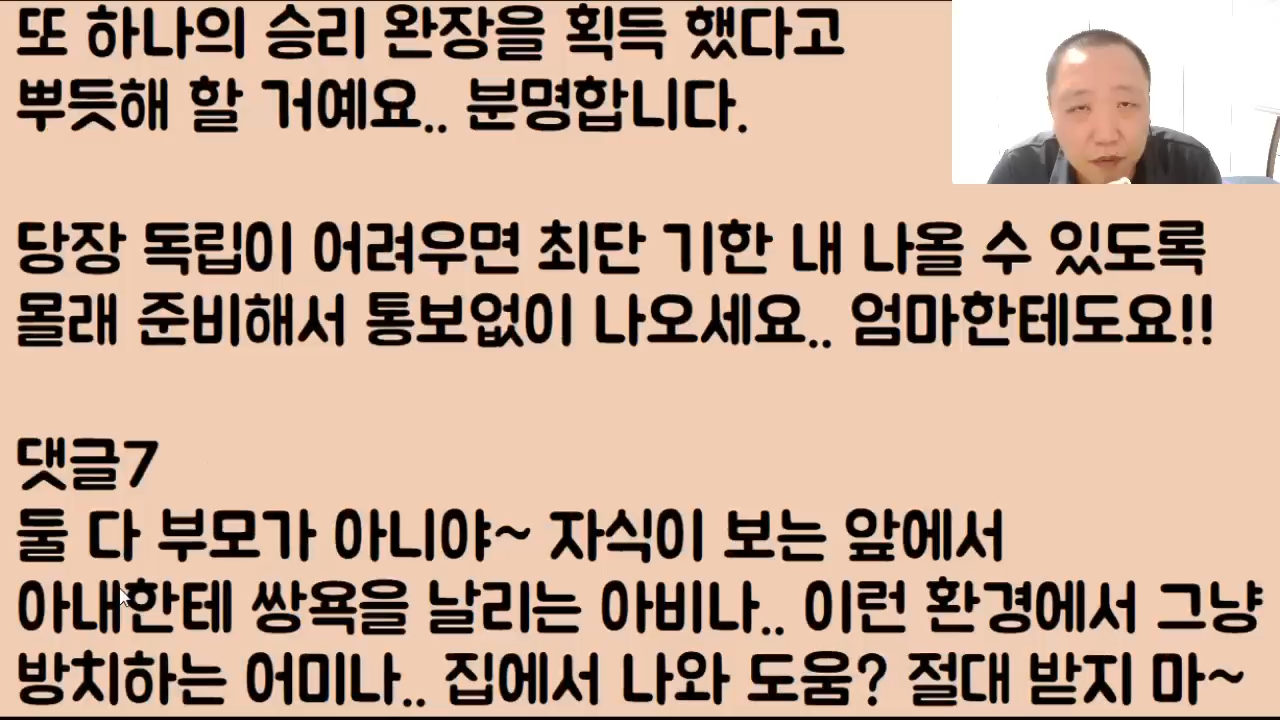 또 하나의 승리 완장을 획득 했다고
뿌듯해 할 거예요.. 분명합니다.
당장 독립이 어려우면 최단 기한 내 나올 수 있도록
몰래 준비해서 통보없이 나오세요.. 엄마한테도요!!
댓글7
둘 다 부모가 아니야~ 자식이 보는 앞에서
아내한테 쌍욕을 날리는 아비나.. 이런 환경에서 그냥
방치하는 어미나.. 집에서 나와 도움? 절대 받지 마~